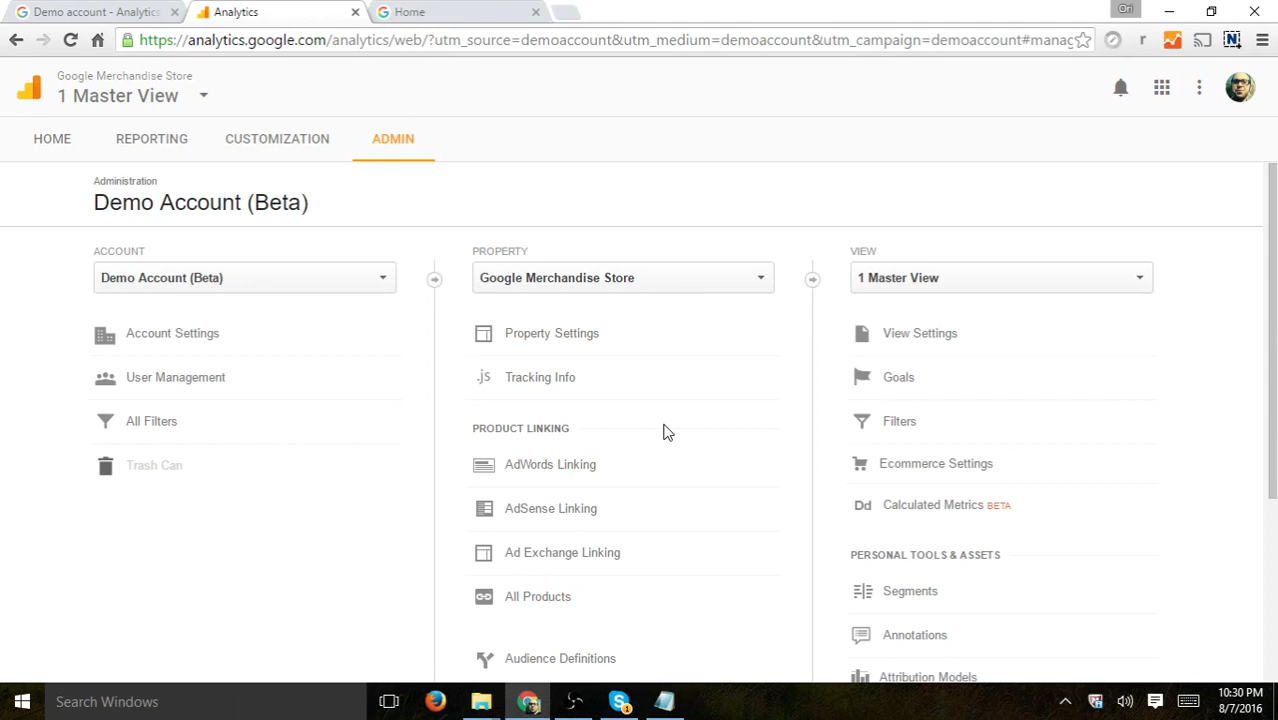 Demo account - Analytics
Analytics
Home
Ori
https://analytics.google.com/analytics/web/?utm_source=demoaccount&utm_medium=demoaccount&utm_campaign=demoaccount#manag
Google Merchandise Store
1 Master View
HOME
REPORTING
CUSTOMIZATION
ADMIN
Administration
Demo Account (Beta)
ACCOUNT
Demo Account (Beta)
Account Settings
User Management
All Filters
Trash Can
PROPERTY
Google Merchandise Store
Property Settings
.js Tracking Info
PRODUCT LINKING
AdWords Linking
AdSense Linking
Ad Exchange Linking
All Products
Audience Definitions
VIEW
1 Master View
View Settings
Goals
Filters
Ecommerce Settings
Dd Calculated Metrics BETA
PERSONAL TOOLS & ASSETS
Segments
Annotations
Attribution Models
Search Windows
10:30 PM
8/7/2016